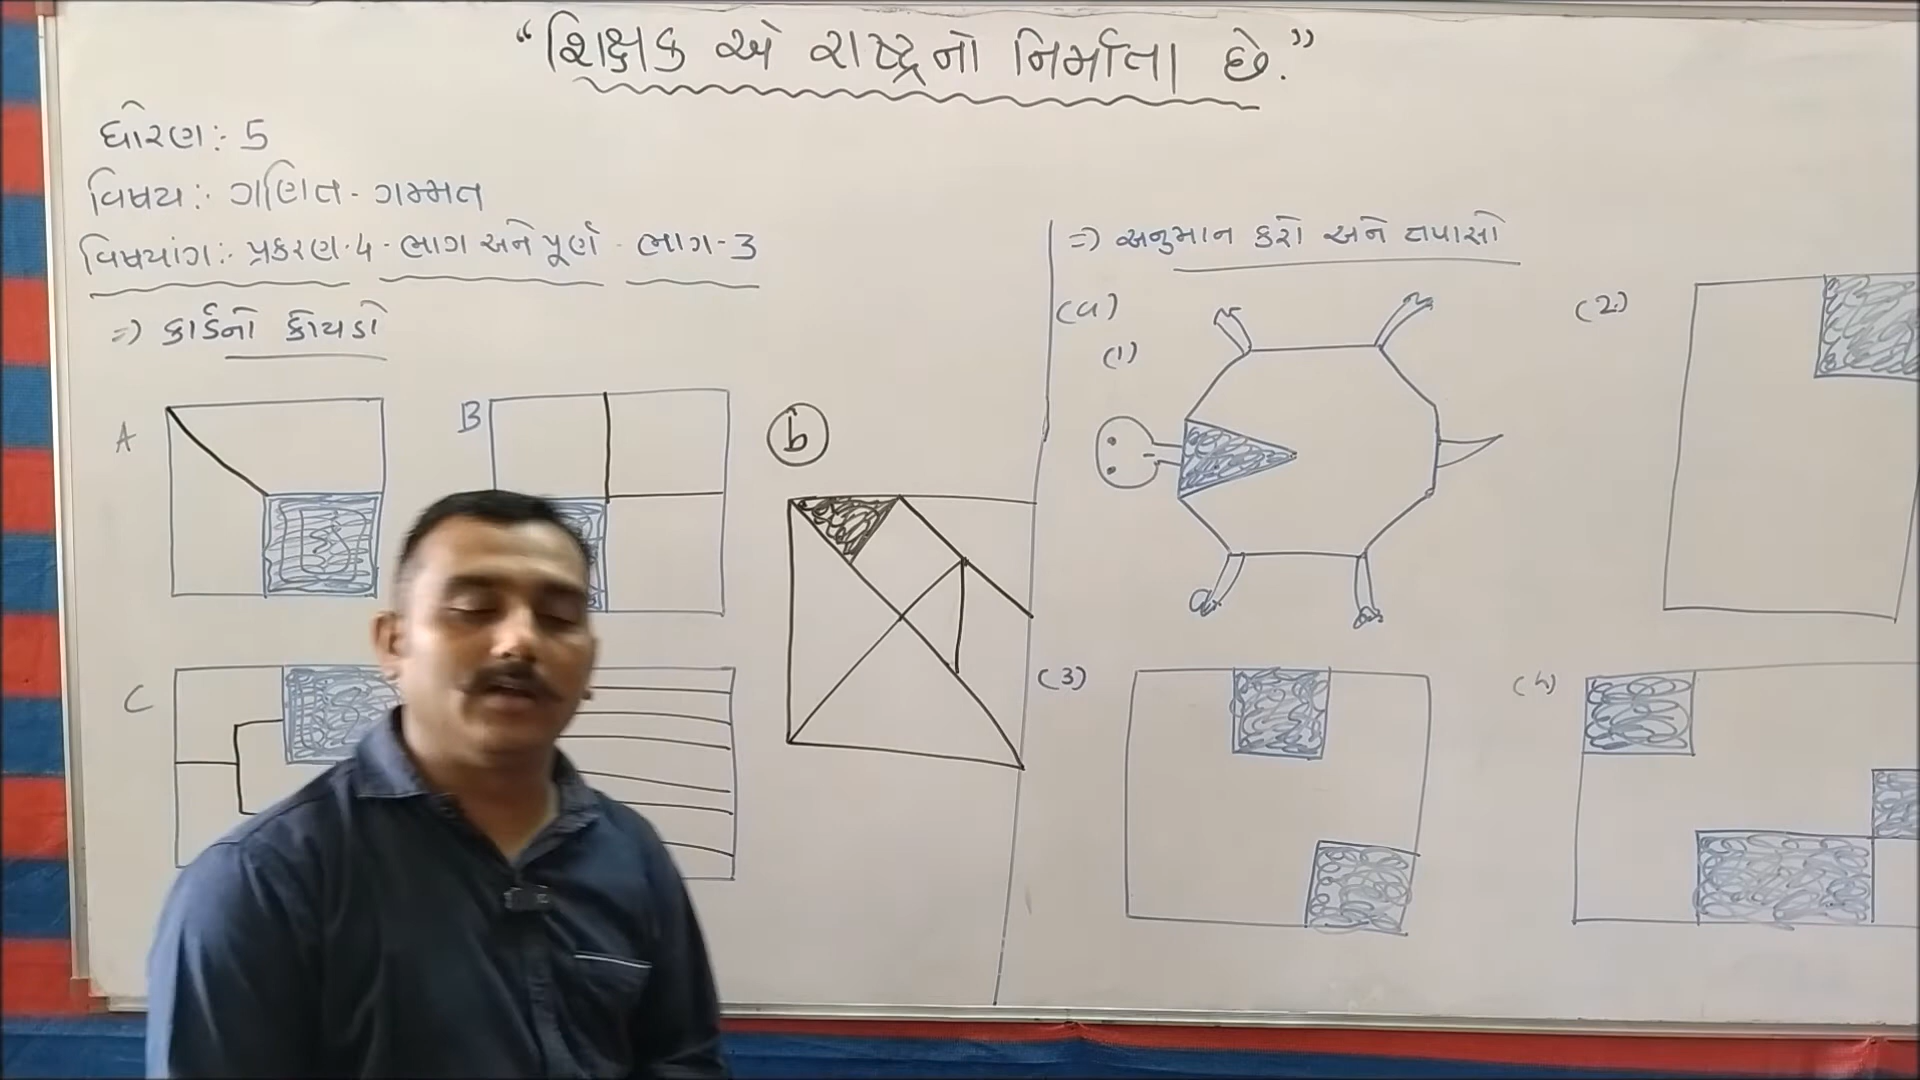 “શિક્ષક એ રાષ્ટ્રનો નિર્માતા છે.”
ધોરણ:- 5
વિષય:- ગણિત - ગમ્મત
વિષયાંગ:- પ્રકરણ-4 - ભાગ અને પૂર્ણ - ભાગ-3
=) કાર્ડનો કોયડો
A
B
C
b
=) અનુમાન કરો અને તપાસો
(a)
(1)
(2)
(3)
(4)